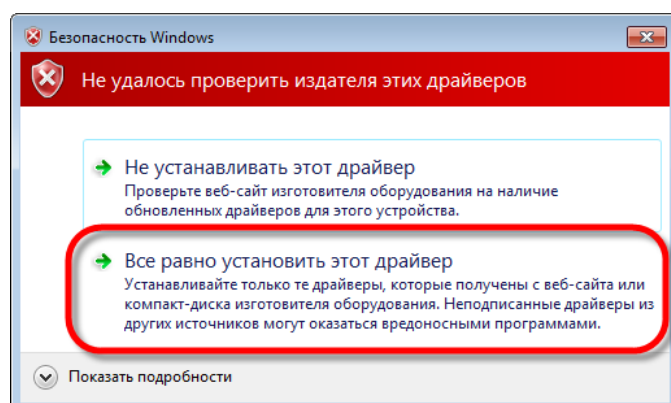 Безопасность Windows
Не удалось проверить издателя этих драйверов
Не устанавливать этот драйвер
Проверьте веб-сайт изготовителя оборудования на наличие
обновленных драйверов для этого устройства.
Все равно установить этот драйвер
Устанавливайте только те драйверы, которые получены с веб-сайта или
компакт-диска изготовителя оборудования. Неподписанные драйверы из
других источников могут оказаться вредоносными программами.
Показать подробности